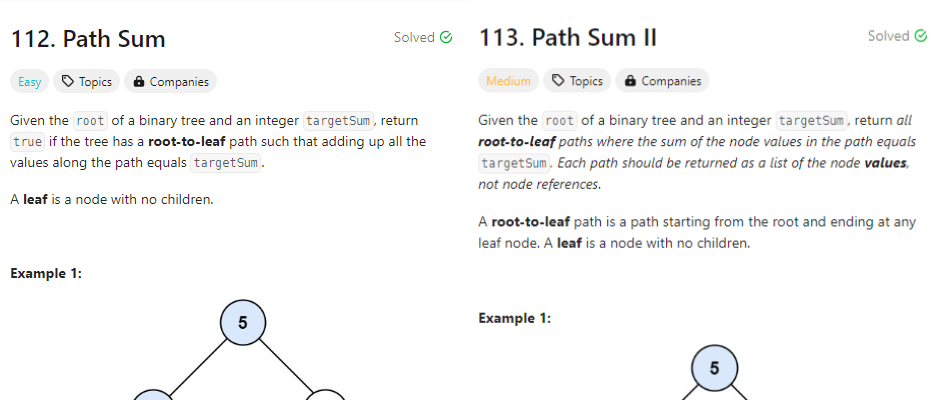 112. Path Sum
Solved
Easy
Topics
Companies
Given the root of a binary tree and an integer targetSum, return
true if the tree has a root-to-leaf path such that adding up all the
values along the path equals targetSum.
A leaf is a node with no children.
Example 1:
5
113. Path Sum II
Solved
Medium
Topics
Companies
Given the root of a binary tree and an integer targetSum, return all
root-to-leaf paths where the sum of the node values in the path equals
targetSum. Each path should be returned as a list of the node values,
not node references.
A root-to-leaf path is a path starting from the root and ending at any
leaf node. A leaf is a node with no children.
Example 1:
5